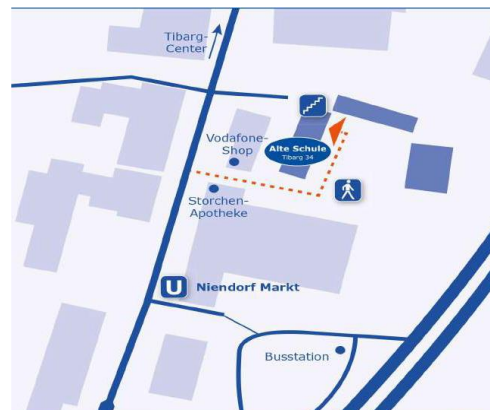 Tibarg-
Center
Vodafone-
Shop
Alte Schule
Tibarg 34
Storchen-
Apotheke
U
Niendorf Markt
Busstation